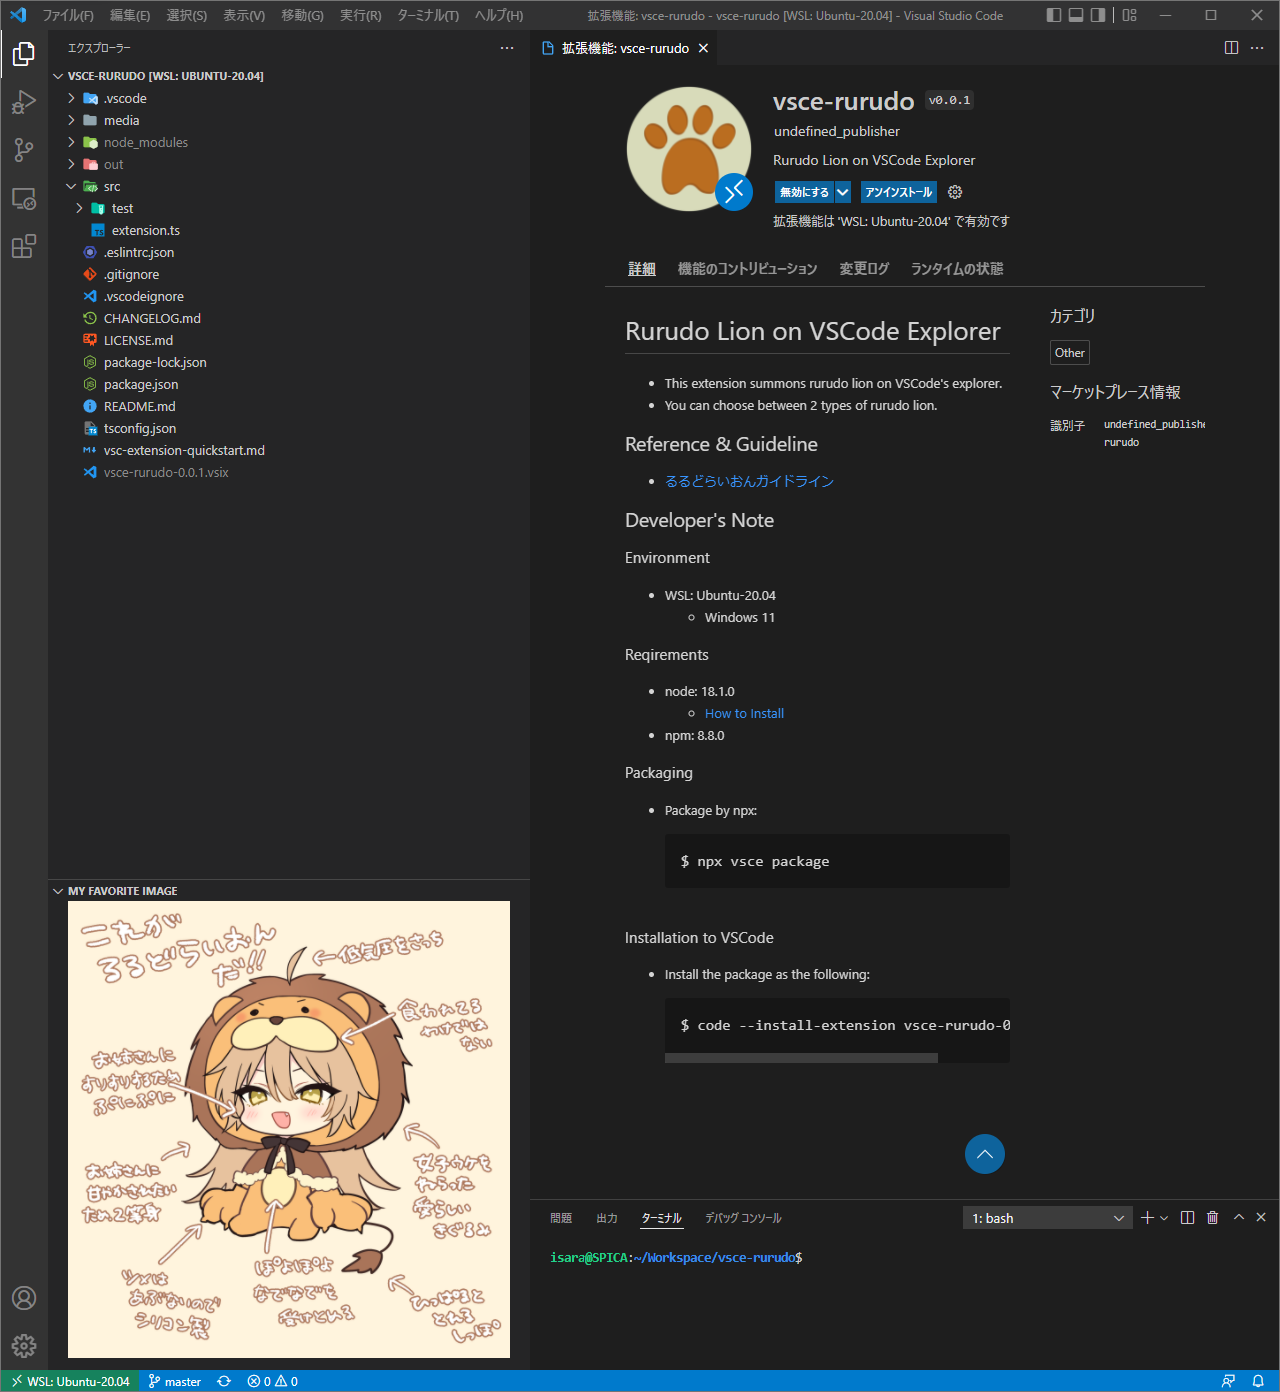 ファイル(F) 編集(E) 選択(S) 表示(V) 移動(G) 実行(R) ターミナル(T) ヘルプ(H) 拡張機能: vsce-rurudo - vsce-rurudo [WSL: Ubuntu-20.04] - Visual Studio Code
エクスプローラー
VSCE-RURUDO [WSL: UBUNTU-20.04]
.vscode
media
node_modules
out
src
test
extension.ts
.eslintrc.json
.gitignore
.vscodeignore
CHANGELOG.md
LICENSE.md
package-lock.json
package.json
README.md
tsconfig.json
vsc-extension-quickstart.md
vsce-rurudo-0.0.1.vsix
MY FAVORITE IMAGE
これが
るるどらいおん
だ!!
←低気圧をさっち
食われてる
わけでは
ない
お姉さんに
すりすりするため
ぷにぷに
お姉さんに
甘やかされたい
ため2等身
女子ウケを
ねらった
愛らしい
きぐるみ
ツメは
あぶないので
シリコン製
ぽよぽよ
なでなでを
受けとめる
ひっぱると
とれる
しっぽ
拡張機能: vsce-rurudo
vsce-rurudo v0.0.1
undefined_publisher
Rurudo Lion on VSCode Explorer
無効にする アンインストール
拡張機能は 'WSL: Ubuntu-20.04' で有効です
詳細 機能のコントリビューション 変更ログ ランタイムの状態
Rurudo Lion on VSCode Explorer
This extension summons rurudo lion on VSCode's explorer.
You can choose between 2 types of rurudo lion.
Reference & Guideline
るるどらいおんガイドライン
Developer's Note
Environment
WSL: Ubuntu-20.04
Windows 11
Reqirements
node: 18.1.0
How to Install
npm: 8.8.0
Packaging
Package by npx:
$ npx vsce package
Installation to VSCode
Install the package as the following:
$ code --install-extension vsce-rurudo-0
カテゴリ
Other
マーケットプレース情報
識別子 undefined_publishe
rurudo
問題 出力 ターミナル デバッグ コンソール 1: bash
isara@SPICA:~/Workspace/vsce-rurudo$
WSL: Ubuntu-20.04 master 0 0